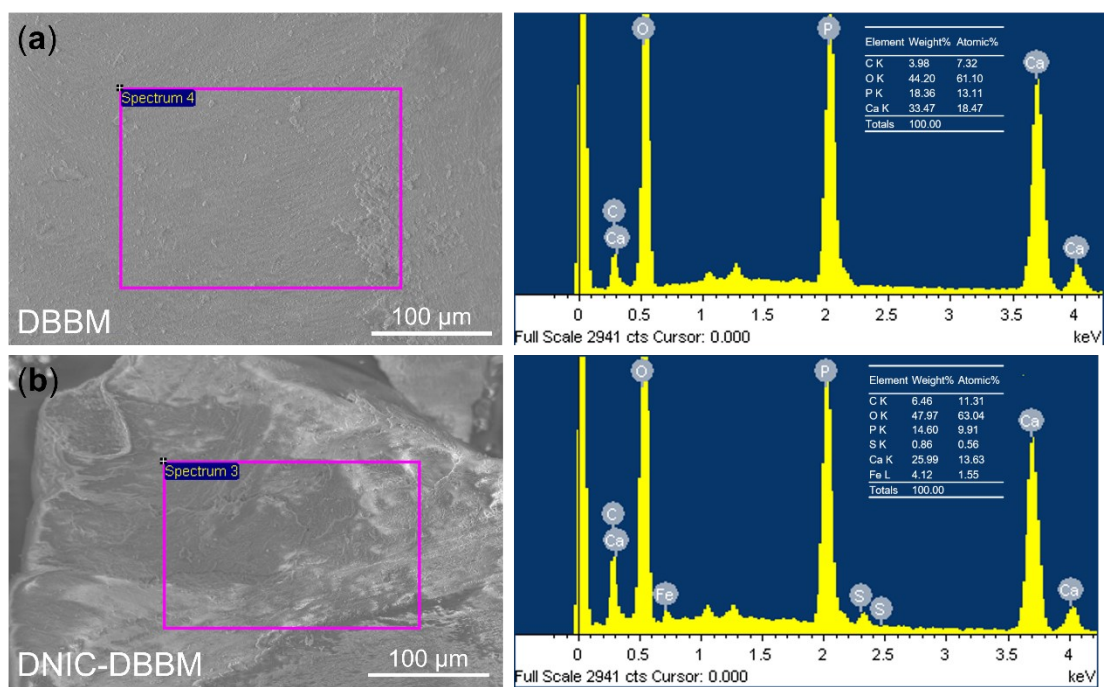 (a)
Spectrum 4
DBBM
100 µm
O
P
Ca
C
Ca
Ca
Element Weight% Atomic%
C K 3.98 7.32
O K 44.20 61.10
P K 18.36 13.11
Ca K 33.47 18.47
Totals 100.00
0 0.5 1 1.5 2 2.5 3 3.5 4
Full Scale 2941 cts Cursor: 0.000 keV
(b)
Spectrum 3
DNIC-DBBM
100 µm
O
P
Ca
C
Ca
Fe
S
S
Ca
Element Weight% Atomic%
C K 6.46 11.31
O K 47.97 63.04
P K 14.60 9.91
S K 0.86 0.56
Ca K 25.99 13.63
Fe L 4.12 1.55
Totals 100.00
0 0.5 1 1.5 2 2.5 3 3.5 4
Full Scale 2941 cts Cursor: 0.000 keV